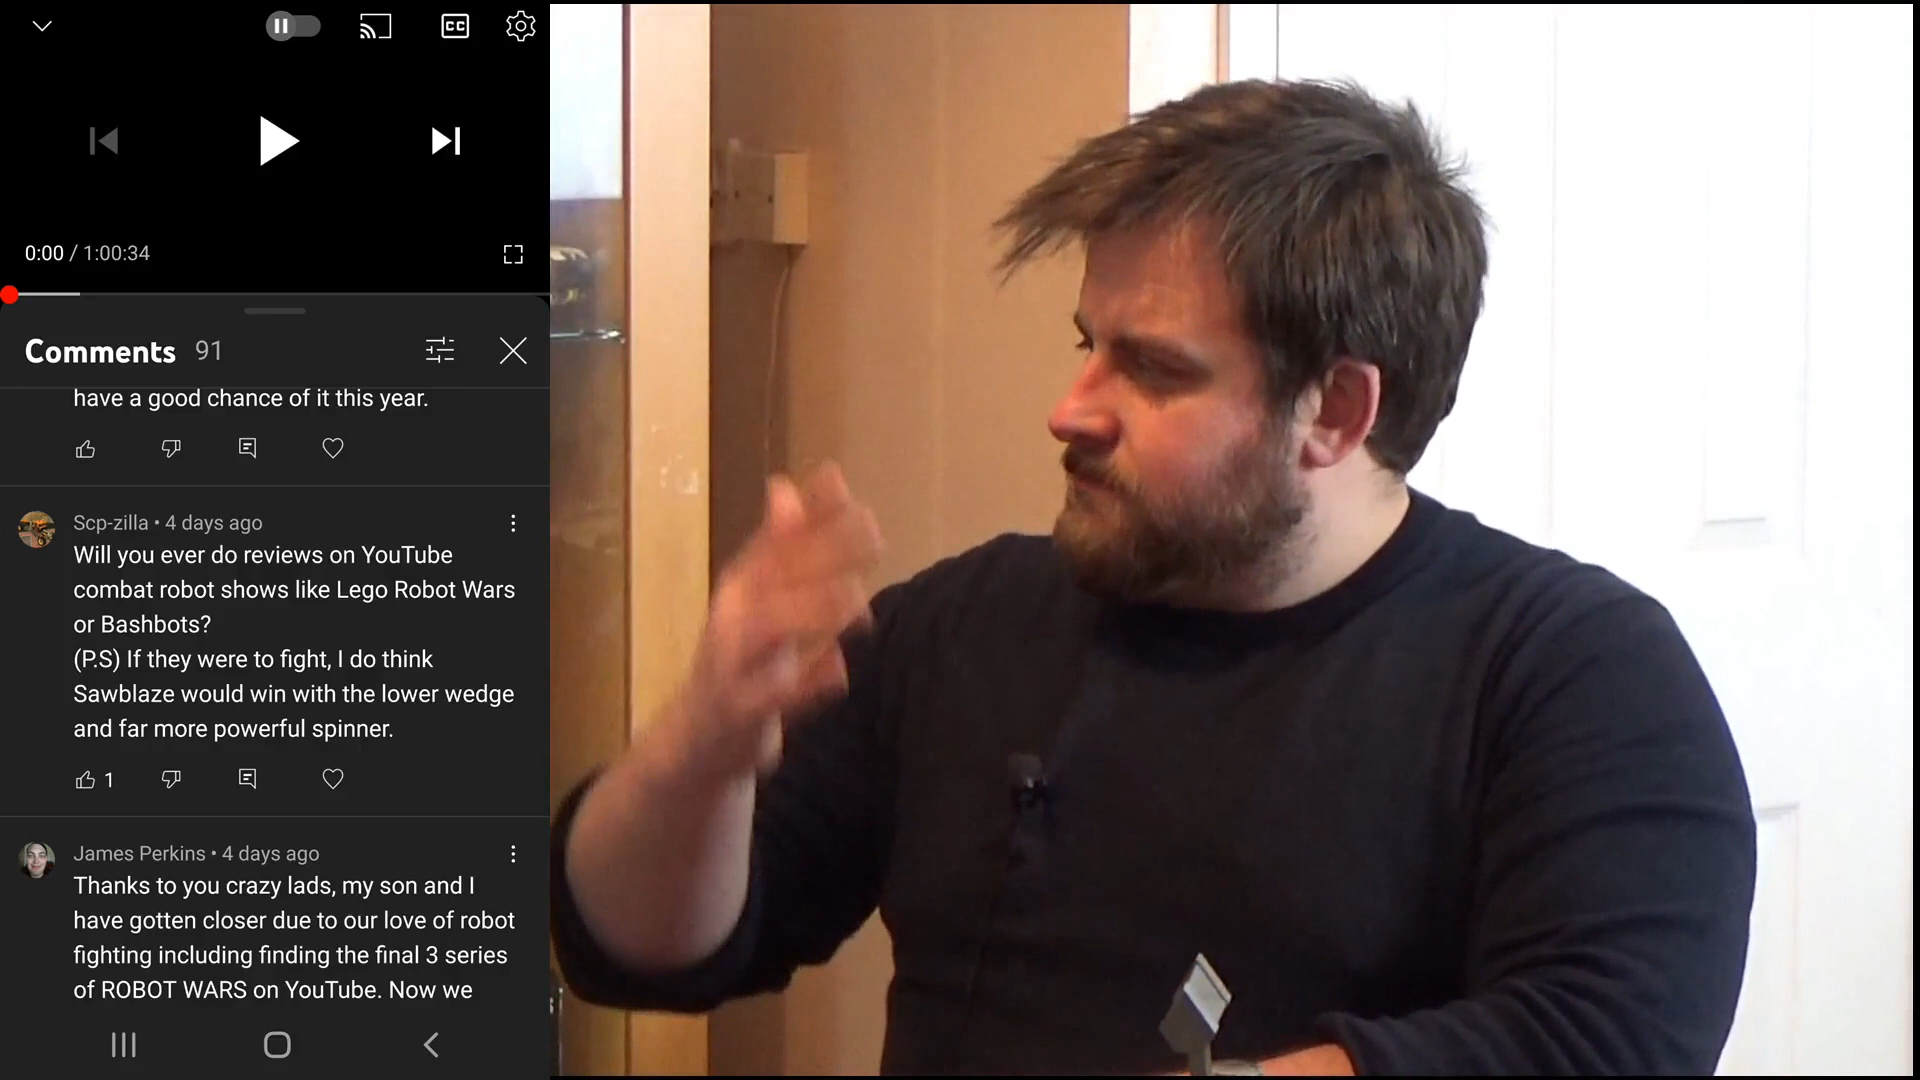 CC
0:00 / 1:00:34
Comments 91
have a good chance of it this year.
Scp-zilla • 4 days ago
Will you ever do reviews on YouTube
combat robot shows like Lego Robot Wars
or Bashbots?
(P.S) If they were to fight, I do think
Sawblaze would win with the lower wedge
and far more powerful spinner.
1
James Perkins • 4 days ago
Thanks to you crazy lads, my son and I
have gotten closer due to our love of robot
fighting including finding the final 3 series
of ROBOT WARS on YouTube. Now we